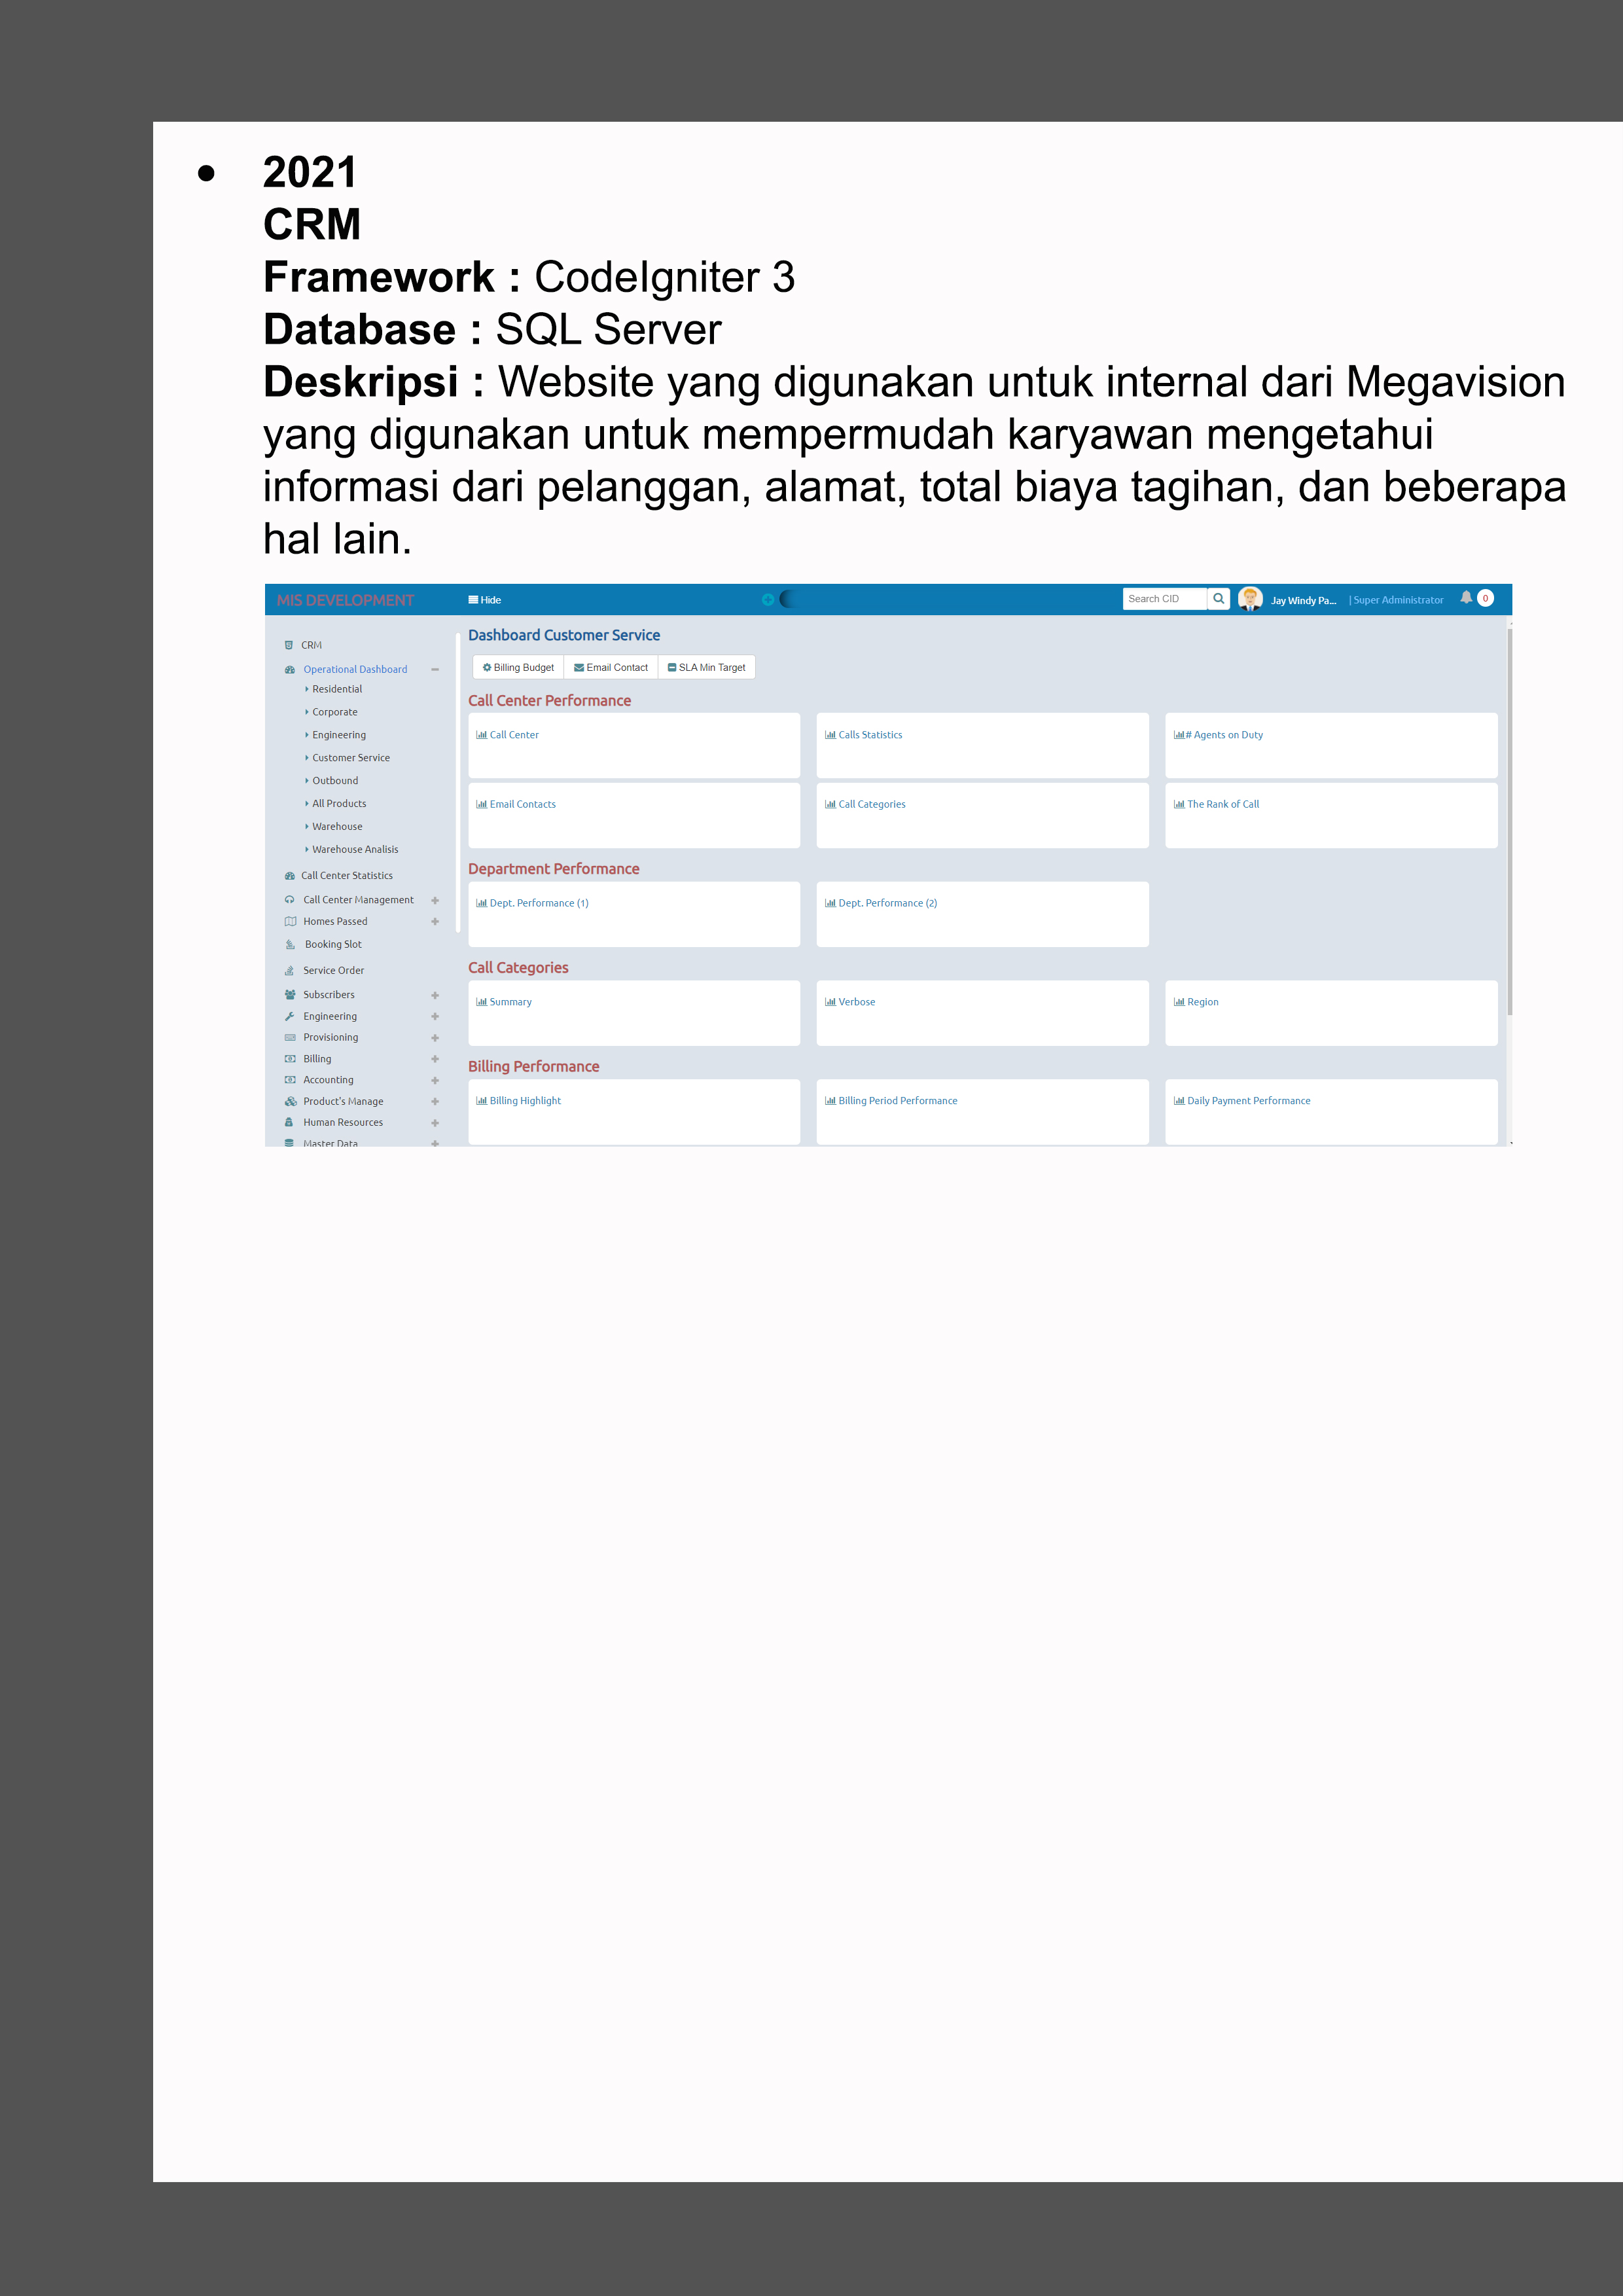 2021
CRM
Framework : CodeIgniter 3
Database : SQL Server
Deskripsi : Website yang digunakan untuk internal dari Megavision
yang digunakan untuk mempermudah karyawan mengetahui
informasi dari pelanggan, alamat, total biaya tagihan, dan beberapa
hal lain.
MIS DEVELOPMENT
Hide
Search CID
Jay Windy Pa... | Super Administrator
0
CRM
Operational Dashboard
Residential
Corporate
Engineering
Customer Service
Outbound
All Products
Warehouse
Warehouse Analisis
Call Center Statistics
Call Center Management
Homes Passed
Booking Slot
Service Order
Subscribers
Engineering
Provisioning
Billing
Accounting
Product's Manage
Human Resources
Master Data
Dashboard Customer Service
Billing Budget
Email Contact
SLA Min Target
Call Center Performance
Call Center
Calls Statistics
# Agents on Duty
Email Contacts
Call Categories
The Rank of Call
Department Performance
Dept. Performance (1)
Dept. Performance (2)
Call Categories
Summary
Verbose
Region
Billing Performance
Billing Highlight
Billing Period Performance
Daily Payment Performance